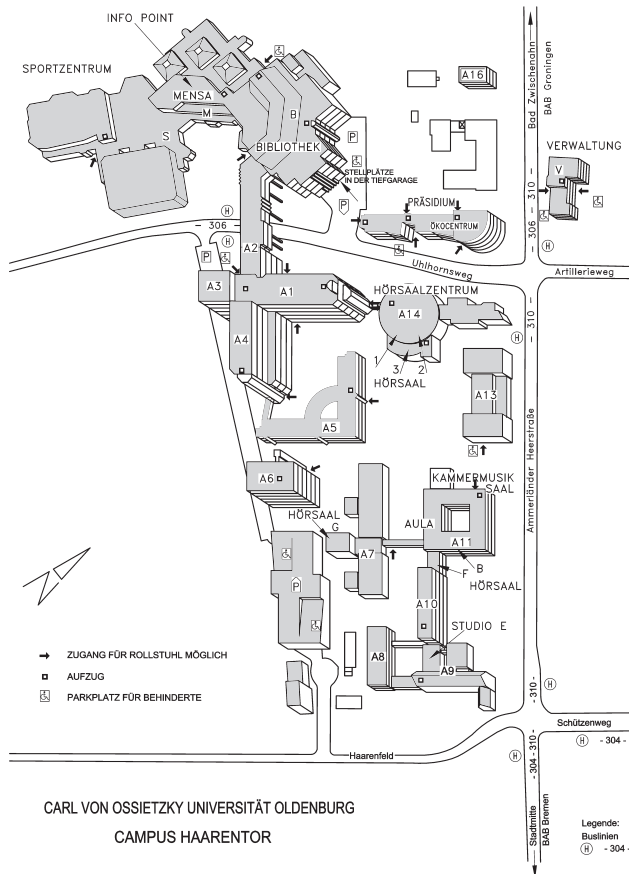 INFO POINT
SPORTZENTRUM
MENSA
M
S
B
BIBLIOTHEK
P
STELLPLÄTZE
IN DER TIEFGARAGE
P
A16
Bad Zwischenahn
BAB Groningen
VERWALTUNG
V
PRÄSIDIUM
ÖKOCENTRUM
H
- 306 -
H
A2
P
Uhlhornsweg
- 306 - 310 -
H
Artillerieweg
A3
A1
HÖRSAALZENTRUM
A14
A4
1
3
2
HÖRSAAL
- 310 -
H
A13
A5
Ammerländer Heerstraße
A6
KAMMERMUSIK
SAAL
HÖRSAAL
G
AULA
A11
A7
B
F
HÖRSAAL
P
A10
STUDIO E
A8
A9
ZUGANG FÜR ROLLSTUHL MÖGLICH
AUFZUG
PARKPLATZ FÜR BEHINDERTE
- 310 -
H
Schützenweg
H - 304 -
Haarenfeld
H
- 304 - 310 -
Stadtmitte
BAB Bremen
CARL VON OSSIETZKY UNIVERSITÄT OLDENBURG
CAMPUS HAARENTOR
Legende:
Buslinien
H - 304 -